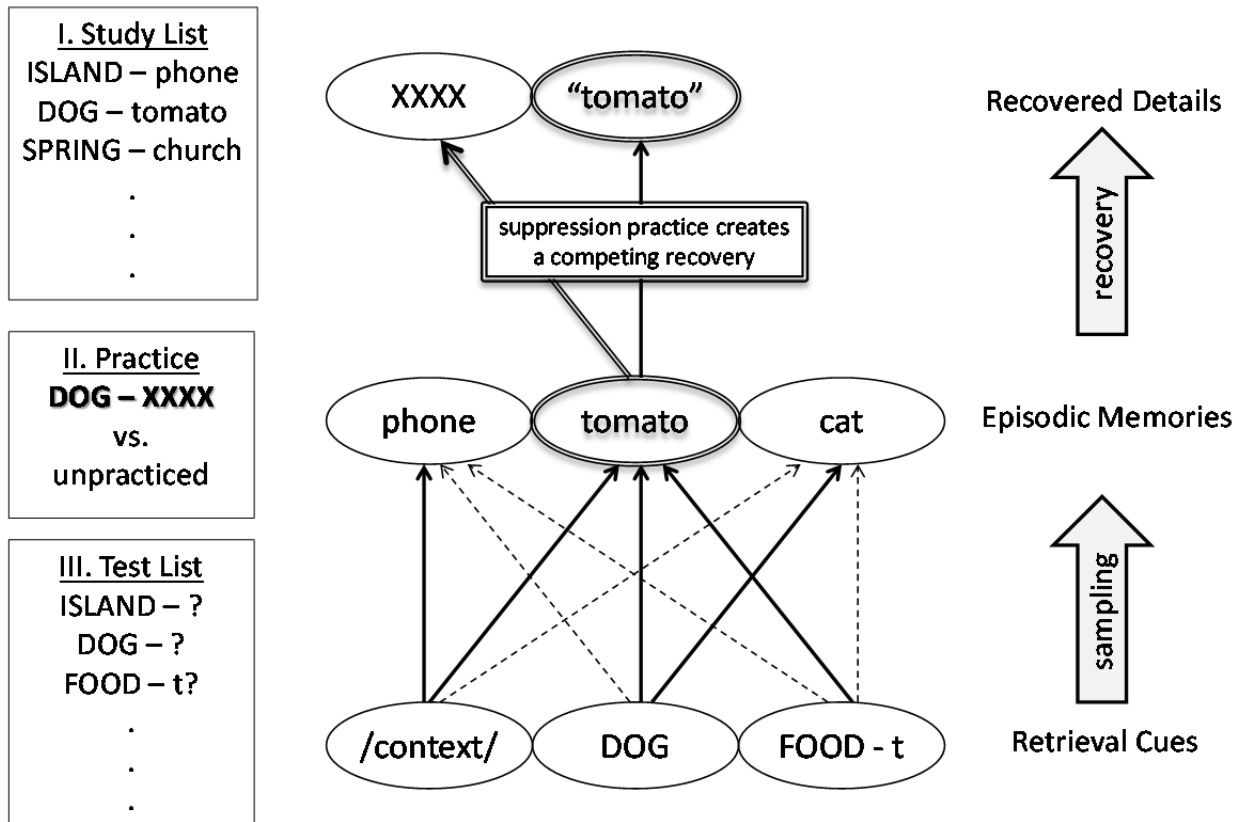 I. Study List
ISLAND – phone
DOG – tomato
SPRING – church
.
.
.
II. Practice
DOG – XXXX
vs.
unpracticed
III. Test List
ISLAND – ?
DOG – ?
FOOD – t?
.
.
.
XXXX
“tomato”
suppression practice creates
a competing recovery
phone
tomato
cat
/context/
DOG
FOOD - t
Recovered Details
recovery
Episodic Memories
sampling
Retrieval Cues